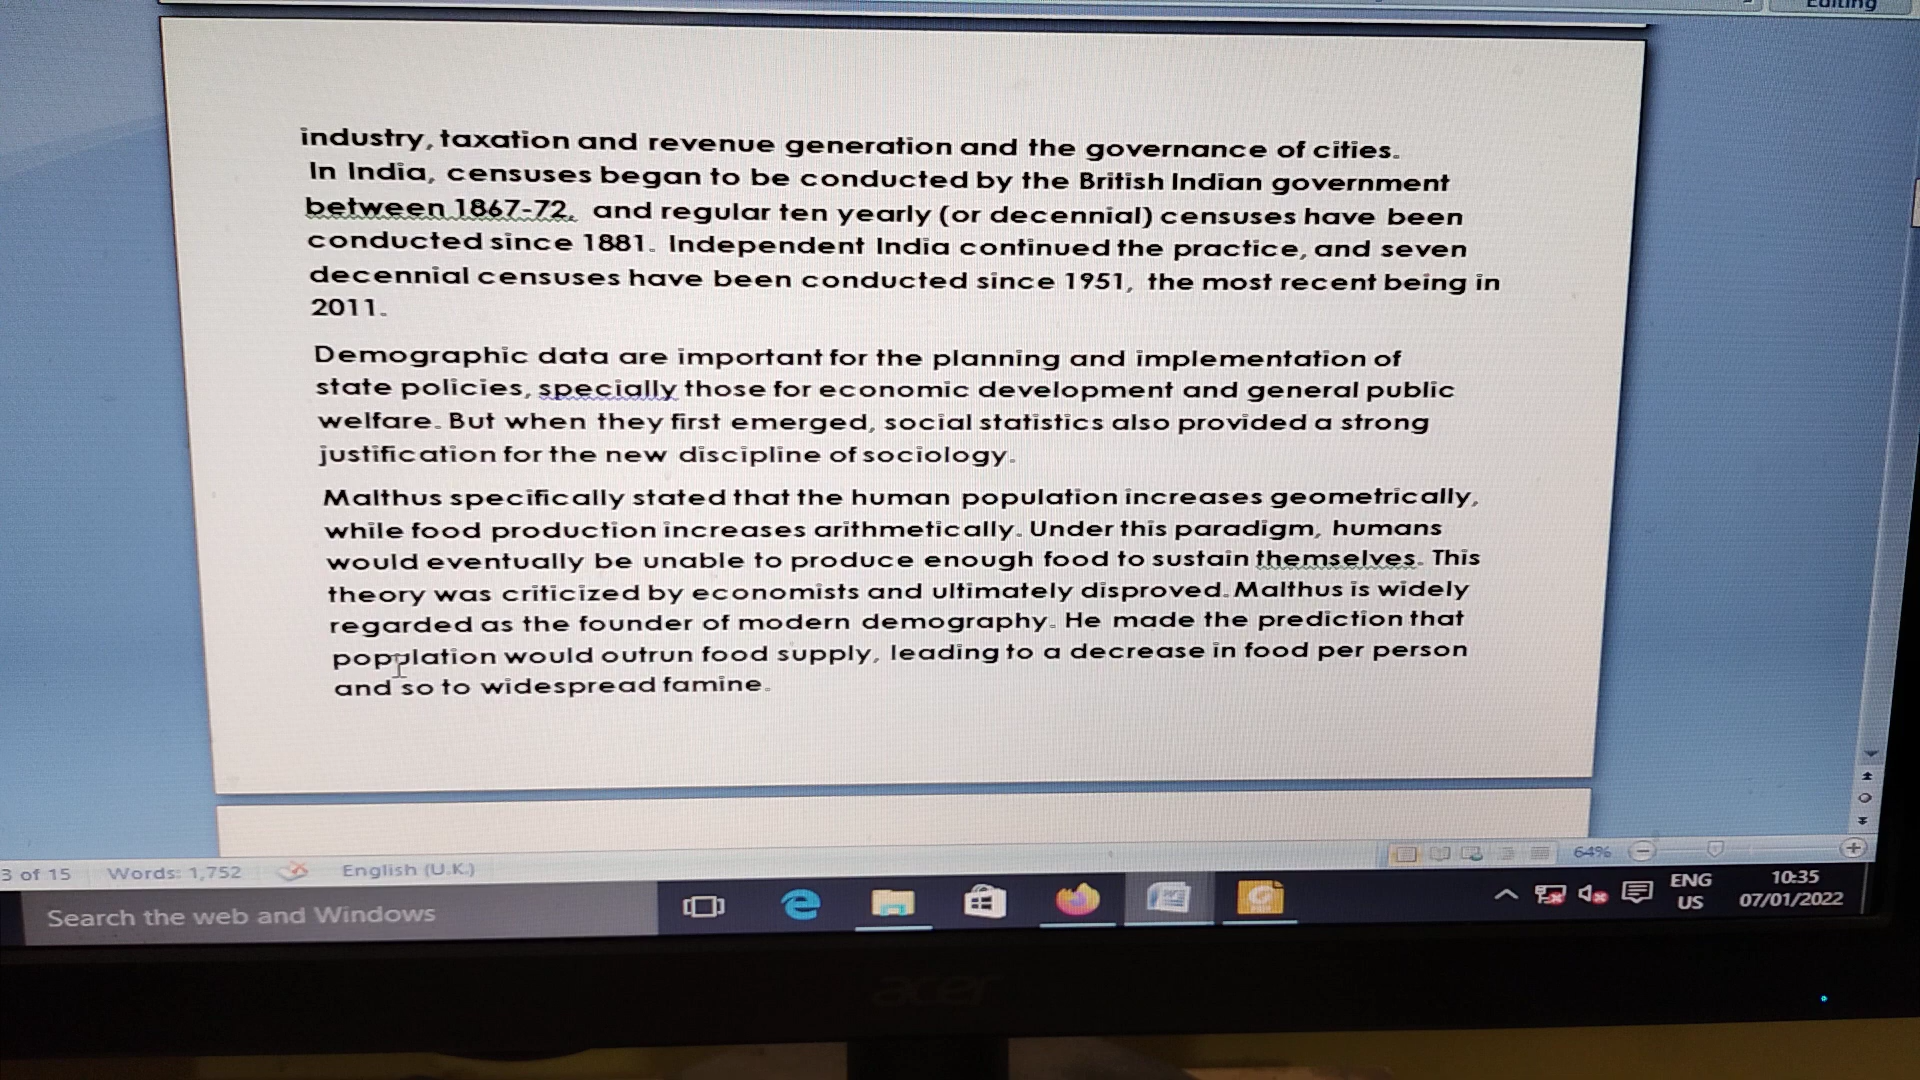 Editing
industry, taxation and revenue generation and the governance of cities.
In India, censuses began to be conducted by the British Indian government
between 1867-72, and regular ten yearly (or decennial) censuses have been
conducted since 1881. Independent India continued the practice, and seven
decennial censuses have been conducted since 1951, the most recent being in
2011.
Demographic data are important for the planning and implementation of
state policies, specially those for economic development and general public
welfare. But when they first emerged, social statistics also provided a strong
justification for the new discipline of sociology.
Malthus specifically stated that the human population increases geometrically,
while food production increases arithmetically. Under this paradigm, humans
would eventually be unable to produce enough food to sustain themselves. This
theory was criticized by economists and ultimately disproved. Malthus is widely
regarded as the founder of modern demography. He made the prediction that
population would outrun food supply, leading to a decrease in food per person
and so to widespread famine.
3 of 15 Words: 1,752 English (U.K.) 64%
Search the web and Windows
ENG
US
10:35
07/01/2022
acer